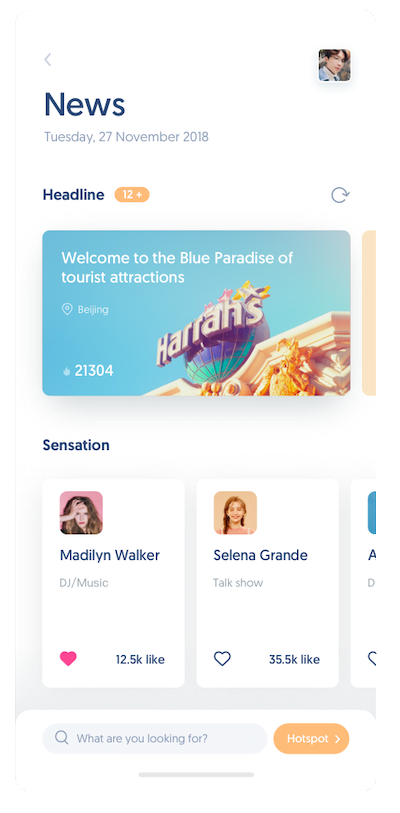 News
Tuesday, 27 November 2018
Headline
12 +
Welcome to the Blue Paradise of
tourist attractions
Beijing
Harrah's
21304
Sensation
Madilyn Walker
DJ/Music
12.5k like
Selena Grande
Talk show
35.5k like
A
D
What are you looking for?
Hotspot